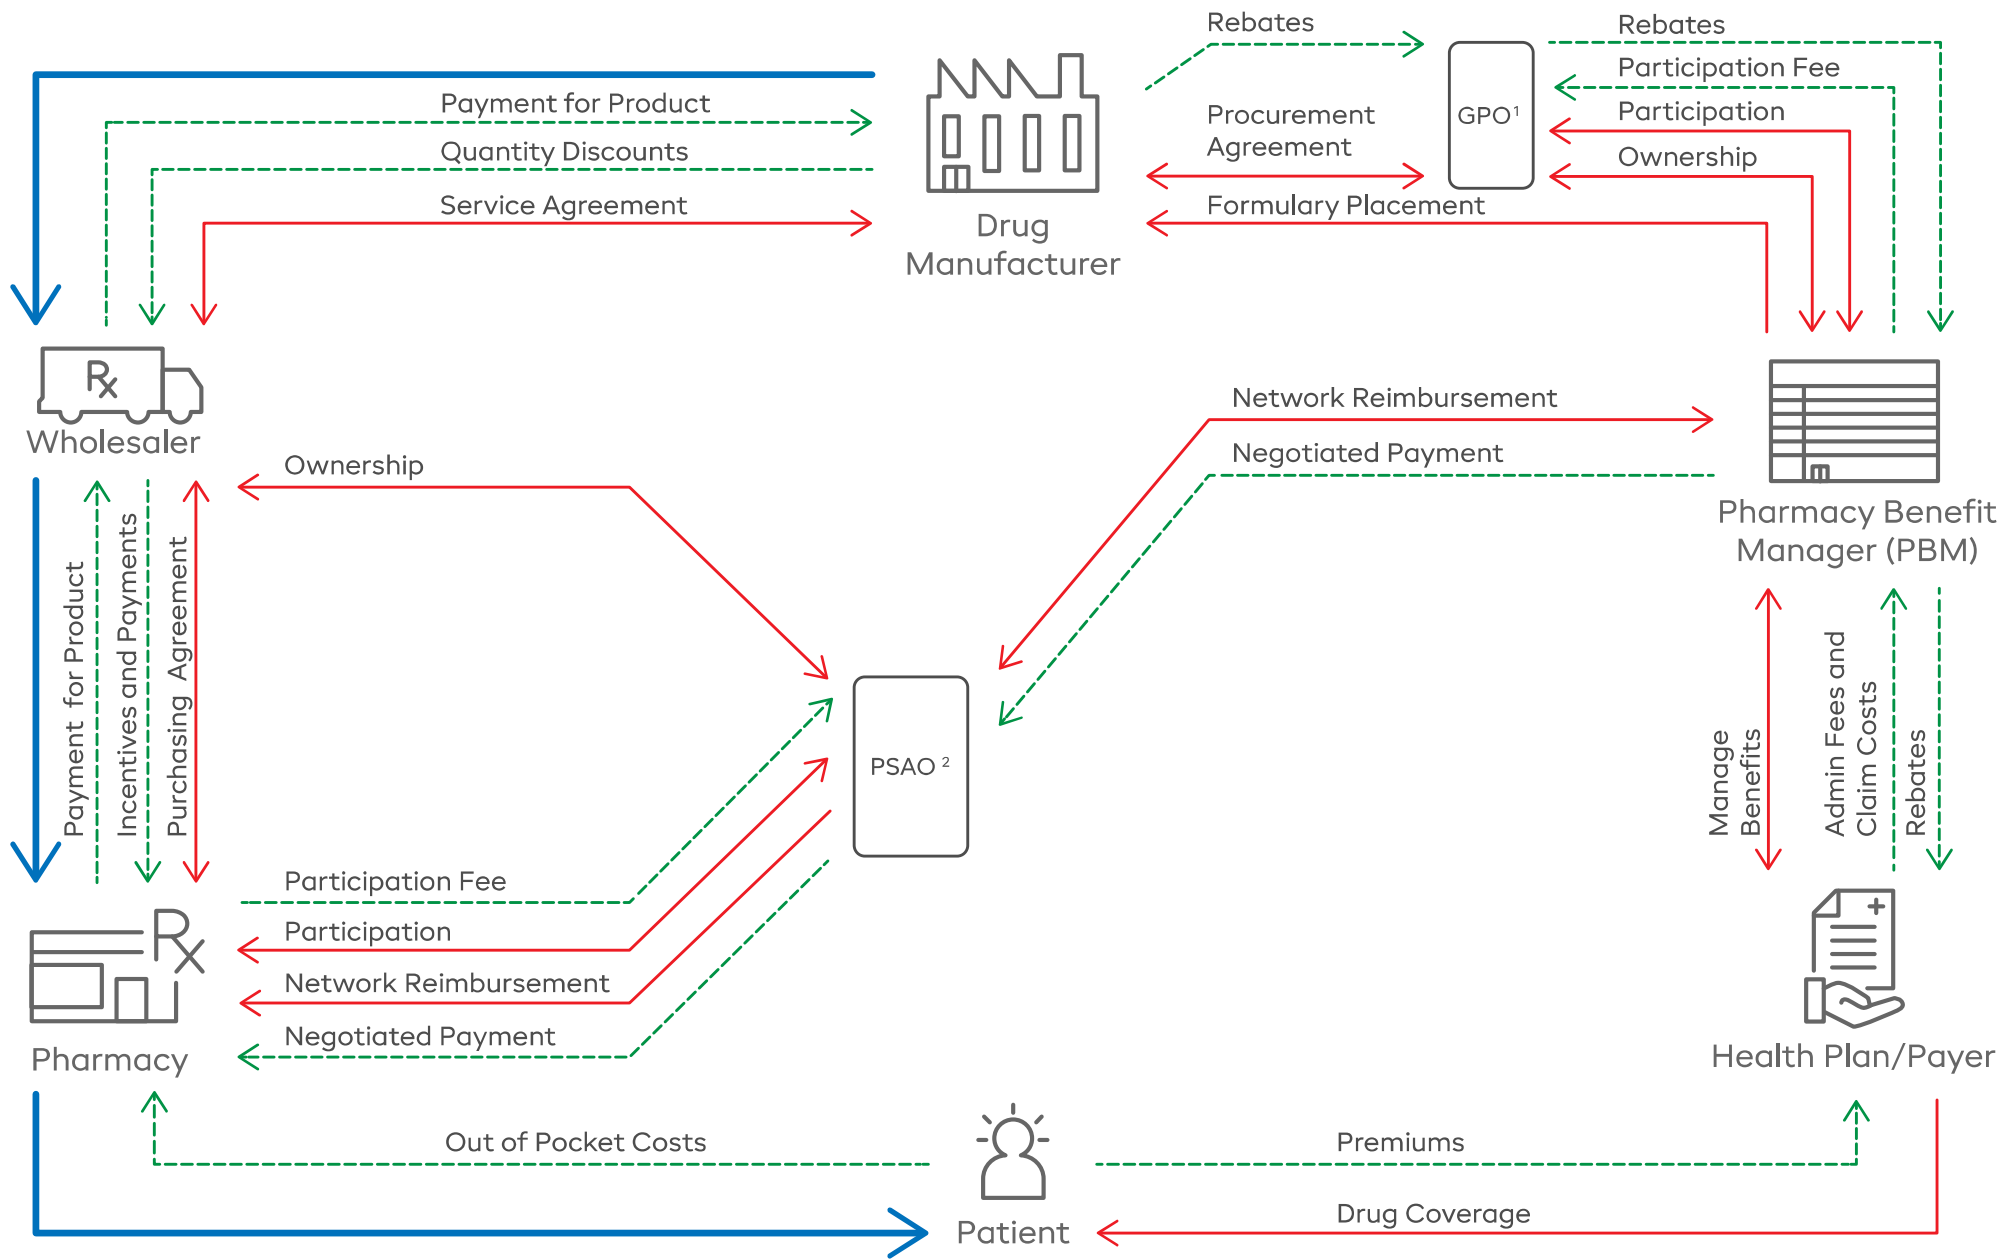 Rebates
Rebates
Participation Fee
Participation
Ownership
GPO¹
Procurement
Agreement
Formulary Placement
Payment for Product
Quantity Discounts
Service Agreement
Drug
Manufacturer
Rx
Wholesaler
Network Reimbursement
Negotiated Payment
Ownership
Pharmacy Benefit
Manager (PBM)
Payment for Product
Incentives and Payments
Purchasing Agreement
PSAO ²
Manage
Benefits
Admin Fees and
Claim Costs
Rebates
Participation Fee
Participation
Network Reimbursement
Negotiated Payment
Rx
Pharmacy
Health Plan/Payer
Out of Pocket Costs
Premiums
Patient
Drug Coverage